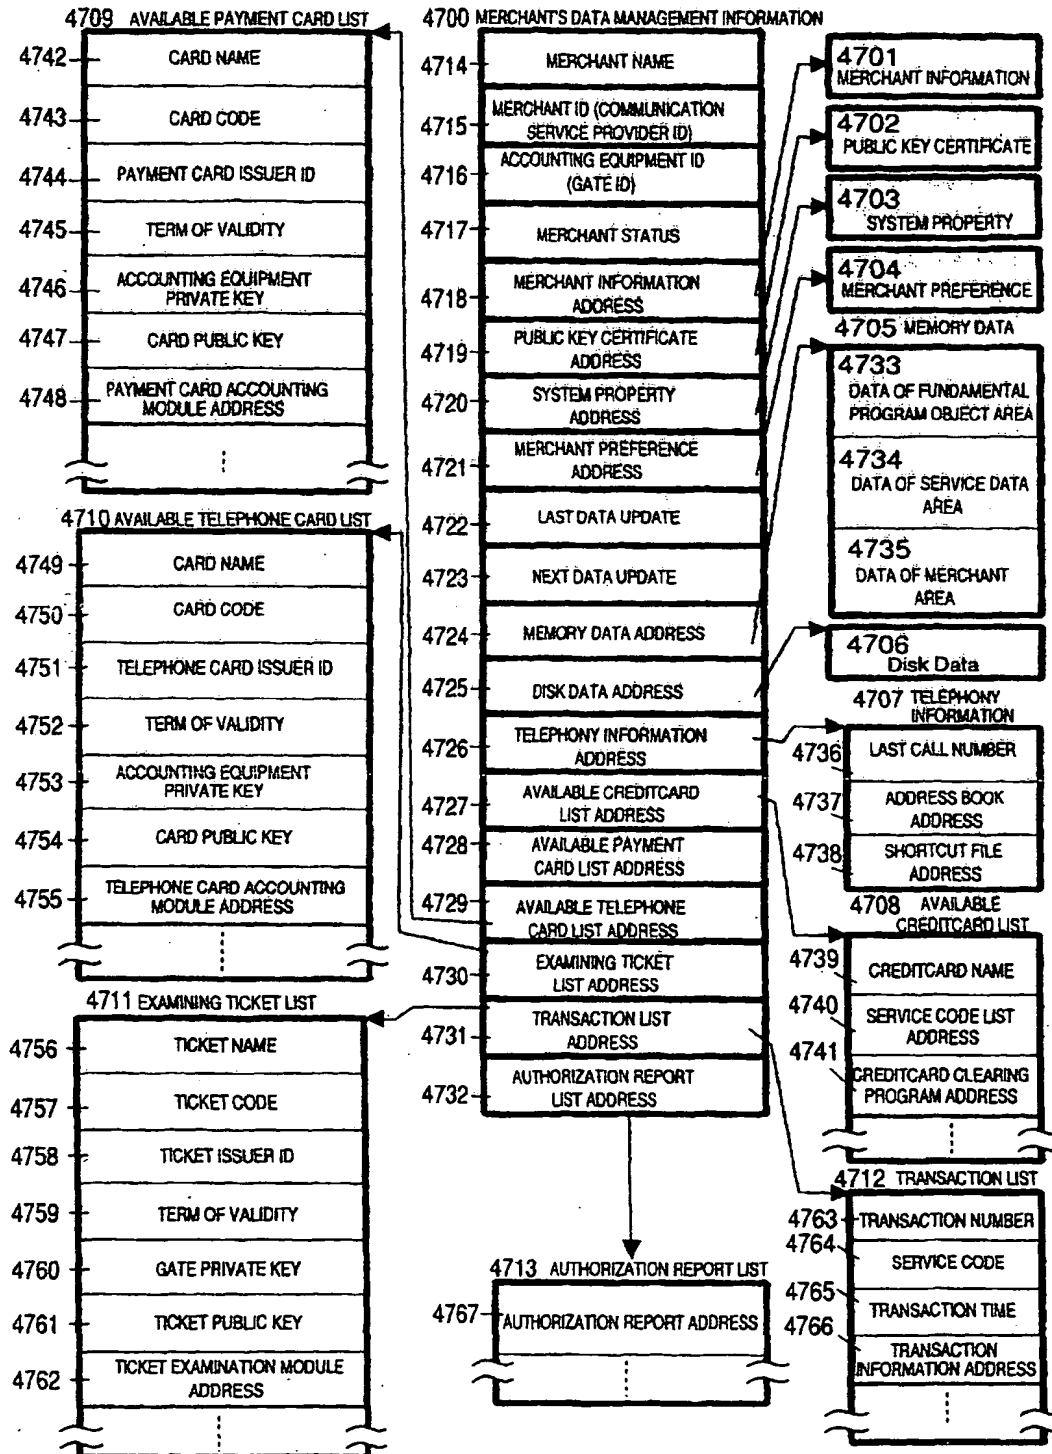 4709 AVAILABLE PAYMENT CARD LIST
4742 CARD NAME
4743 CARD CODE
4744 PAYMENT CARD ISSUER ID
4745 TERM OF VALIDITY
4746 ACCOUNTING EQUIPMENT
PRIVATE KEY
4747 CARD PUBLIC KEY
4748 PAYMENT CARD ACCOUNTING
MODULE ADDRESS
4710 AVAILABLE TELEPHONE CARD LIST
4749 CARD NAME
4750 CARD CODE
4751 TELEPHONE CARD ISSUER ID
4752 TERM OF VALIDITY
4753 ACCOUNTING EQUIPMENT
PRIVATE KEY
4754 CARD PUBLIC KEY
4755 TELEPHONE CARD ACCOUNTING
MODULE ADDRESS
4711 EXAMINING TICKET LIST
4756 TICKET NAME
4757 TICKET CODE
4758 TICKET ISSUER ID
4759 TERM OF VALIDITY
4760 GATE PRIVATE KEY
4761 TICKET PUBLIC KEY
4762 TICKET EXAMINATION MODULE
ADDRESS
4700 MERCHANT'S DATA MANAGEMENT INFORMATION
4714 MERCHANT NAME
4715 MERCHANT ID (COMMUNICATION
SERVICE PROVIDER ID)
4716 ACCOUNTING EQUIPMENT ID
(GATE ID)
4717 MERCHANT STATUS
4718 MERCHANT INFORMATION
ADDRESS
4719 PUBLIC KEY CERTIFICATE
ADDRESS
4720 SYSTEM PROPERTY
ADDRESS
4721 MERCHANT PREFERENCE
ADDRESS
4722 LAST DATA UPDATE
4723 NEXT DATA UPDATE
4724 MEMORY DATA ADDRESS
4725 DISK DATA ADDRESS
4726 TELEPHONY INFORMATION
ADDRESS
4727 AVAILABLE CREDITCARD
LIST ADDRESS
4728 AVAILABLE PAYMENT
CARD LIST ADDRESS
4729 AVAILABLE TELEPHONE
CARD LIST ADDRESS
4730 EXAMINING TICKET
LIST ADDRESS
4731 TRANSACTION LIST
ADDRESS
4732 AUTHORIZATION REPORT
LIST ADDRESS
4713 AUTHORIZATION REPORT LIST
4767 AUTHORIZATION REPORT ADDRESS
4701
MERCHANT INFORMATION
4702
PUBLIC KEY CERTIFICATE
4703
SYSTEM PROPERTY
4704
MERCHANT PREFERENCE
4705 MEMORY DATA
4733
DATA OF FUNDAMENTAL
PROGRAM OBJECT AREA
4734
DATA OF SERVICE DATA
AREA
4735
DATA OF MERCHANT
AREA
4706
Disk Data
4707 TELEPHONY
INFORMATION
4736 LAST CALL NUMBER
4737 ADDRESS BOOK
ADDRESS
4738 SHORTCUT FILE
ADDRESS
4708 AVAILABLE
CREDITCARD LIST
4739 CREDITCARD NAME
4740 SERVICE CODE LIST
ADDRESS
4741 CREDITCARD CLEARING
PROGRAM ADDRESS
4712 TRANSACTION LIST
4763 TRANSACTION NUMBER
4764 SERVICE CODE
4765 TRANSACTION TIME
4766 TRANSACTION
INFORMATION ADDRESS